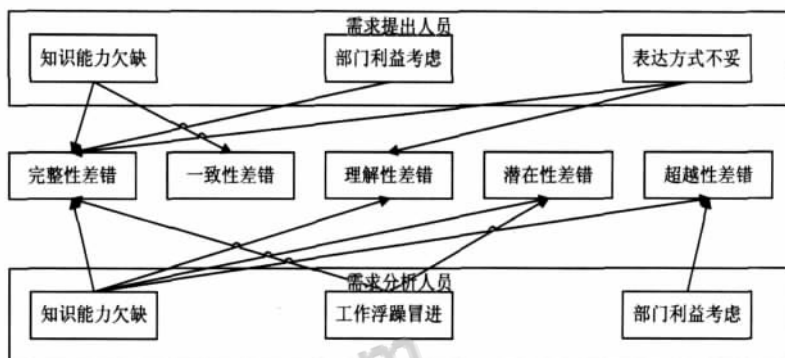 需求提出人员
知识能力欠缺 部门利益考虑 表达方式不妥
完整性差错 一致性差错 理解性差错 潜在性差错 超越性差错
需求分析人员
知识能力欠缺 工作浮躁冒进 部门利益考虑